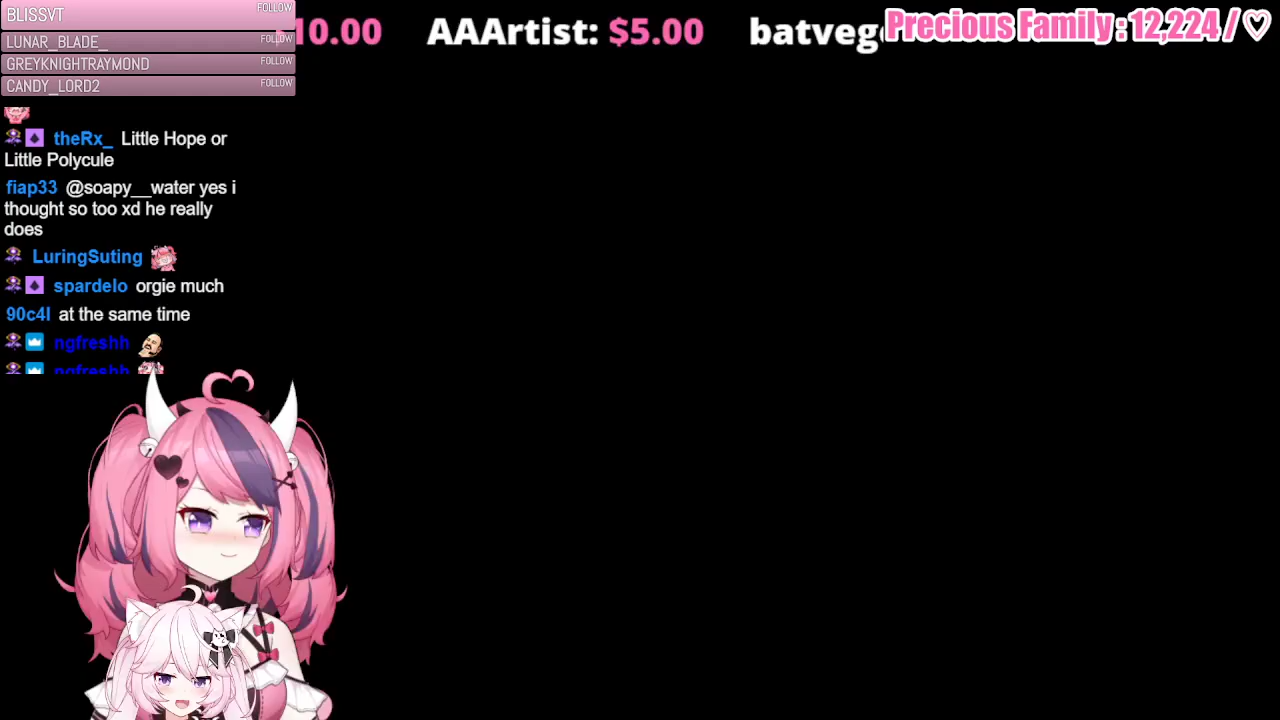 BLISSVT FOLLOW
LUNAR_BLADE_ FOLLOW
GREYKNIGHTRAYMOND FOLLOW
CANDY_LORD2 FOLLOW
10.00 AAArtist: $5.00 batveg
Precious Family : 12,224 / ♡
theRx_ Little Hope or
Little Polycule
fiap33 @soapy__water yes i
thought so too xd he really
does
LuringSuting
spardelo orgie much
90c4l at the same time
ngfreshh
ngfreshh